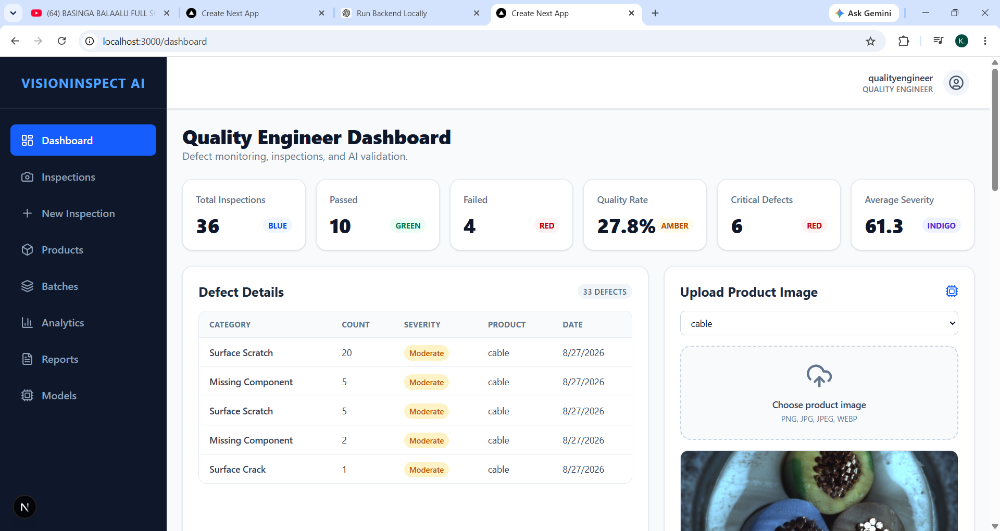 (64) BASINGA BALAALU FULL S
Create Next App
Run Backend Locally
Create Next App
Ask Gemini
localhost:3000/dashboard
K.
VISIONINSPECT AI
qualityengineer
QUALITY ENGINEER
Dashboard
Inspections
New Inspection
Products
Batches
Analytics
Reports
Models
N
Quality Engineer Dashboard
Defect monitoring, inspections, and AI validation.
Total Inspections
36 BLUE
Passed
10 GREEN
Failed
4 RED
Quality Rate
27.8% AMBER
Critical Defects
6 RED
Average Severity
61.3 INDIGO
Defect Details
33 DEFECTS
CATEGORY COUNT SEVERITY PRODUCT DATE
Surface Scratch 20 Moderate cable 8/27/2026
Missing Component 5 Moderate cable 8/27/2026
Surface Scratch 5 Moderate cable 8/27/2026
Missing Component 2 Moderate cable 8/27/2026
Surface Crack 1 Moderate cable 8/27/2026
Upload Product Image
cable
Choose product image
PNG, JPG, JPEG, WEBP